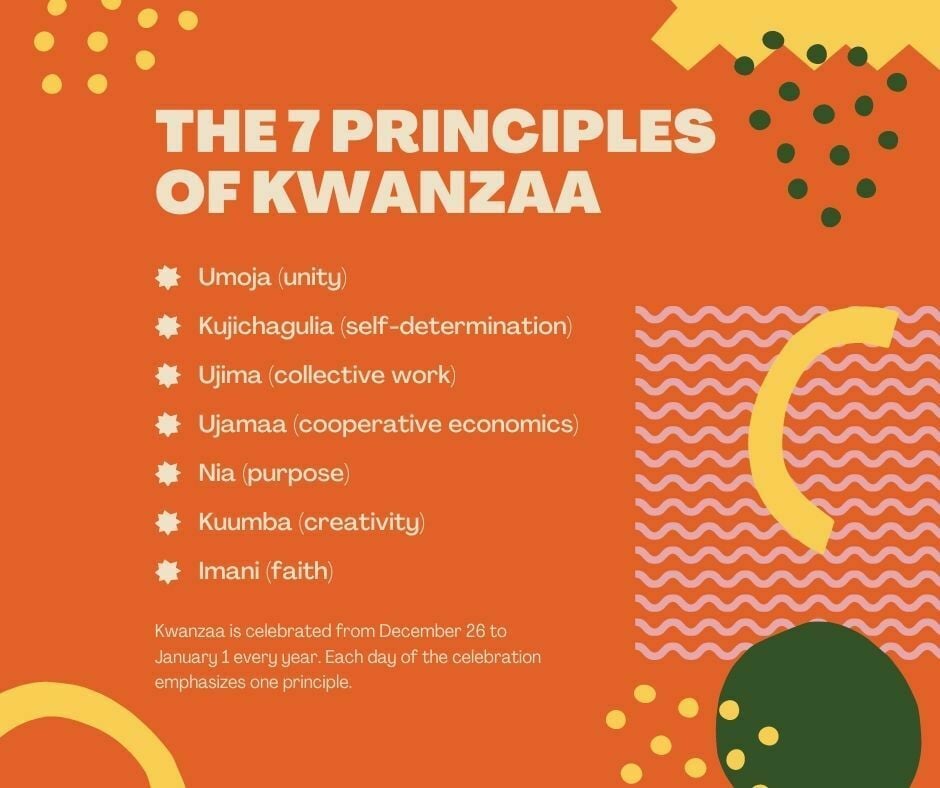 THE 7 PRINCIPLES
OF KWANZAA
Umoja (unity)
Kujichagulia (self-determination)
Ujima (collective work)
Ujamaa (cooperative economics)
Nia (purpose)
Kuumba (creativity)
Imani (faith)
Kwanzaa is celebrated from December 26 to
January 1 every year. Each day of the celebration
emphasizes one principle.